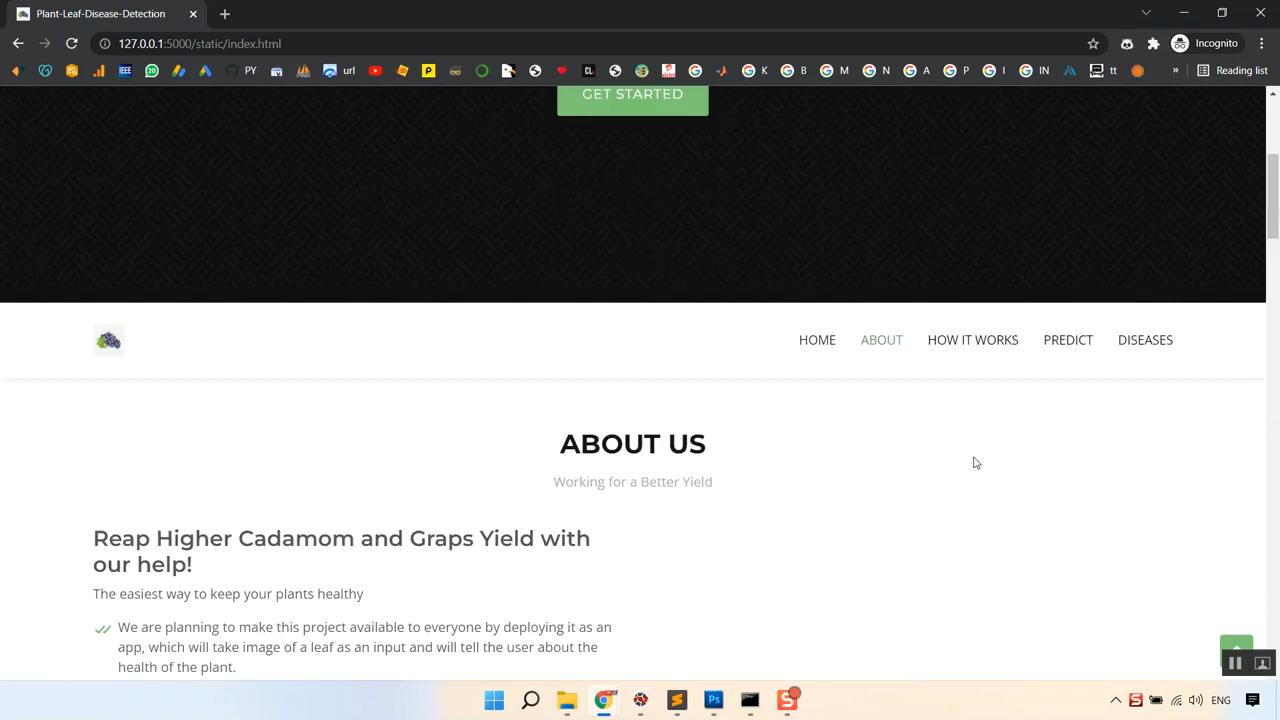 Plant-Leaf-Disease-Detection
127.0.0.1:5000/static/index.html
Incognito
IEEE
20
PY
url
P
CL
K
B
M
N
A
P
I
IN
tt
»
Reading list
GET STARTED
HOME
ABOUT
HOW IT WORKS
PREDICT
DISEASES
ABOUT US
Working for a Better Yield
Reap Higher Cadamom and Graps Yield with
our help!
The easiest way to keep your plants healthy
We are planning to make this project available to everyone by deploying it as an
app, which will take image of a leaf as an input and will tell the user about the
health of the plant.
Ps
S
S
ENG